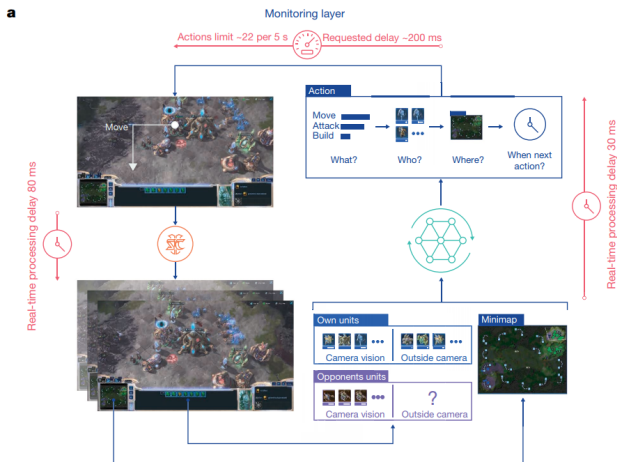 a
Monitoring layer
Actions limit ~22 per 5 s
Requested delay ~200 ms
Real-time processing delay 80 ms
Move
Action
Move
Attack
Build
What?
Who?
Where?
When next
action?
Real-time processing delay 30 ms
Own units
Camera vision
Outside camera
Opponents units
?
Camera vision
Outside camera
Minimap